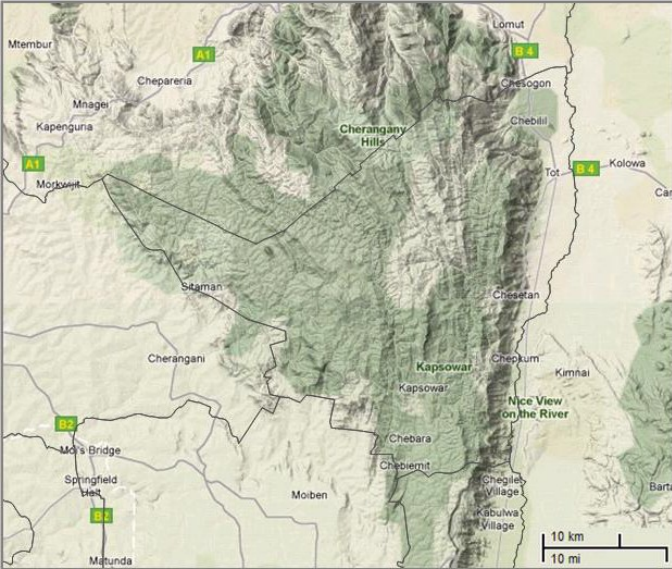 Lomut
Mtembur
A1
B 4
Chepareria
Chesogon
Mnagei
Chebilil
Kapenguria
Cherangany
Hills
A1
Tot
B 4
Kolowa
Morkwijit
Sitaman
Chesetan
Cherangani
Chepkum
Kapsowar
Kimnai
Kapsowar
Nice View
on the River
B2
Chebara
Moi's Bridge
Chebiemit
Springfield
Halt
Chegilet
Village
Moiben
B2
Kabulwa
Village
10 km
Matunda
10 mi